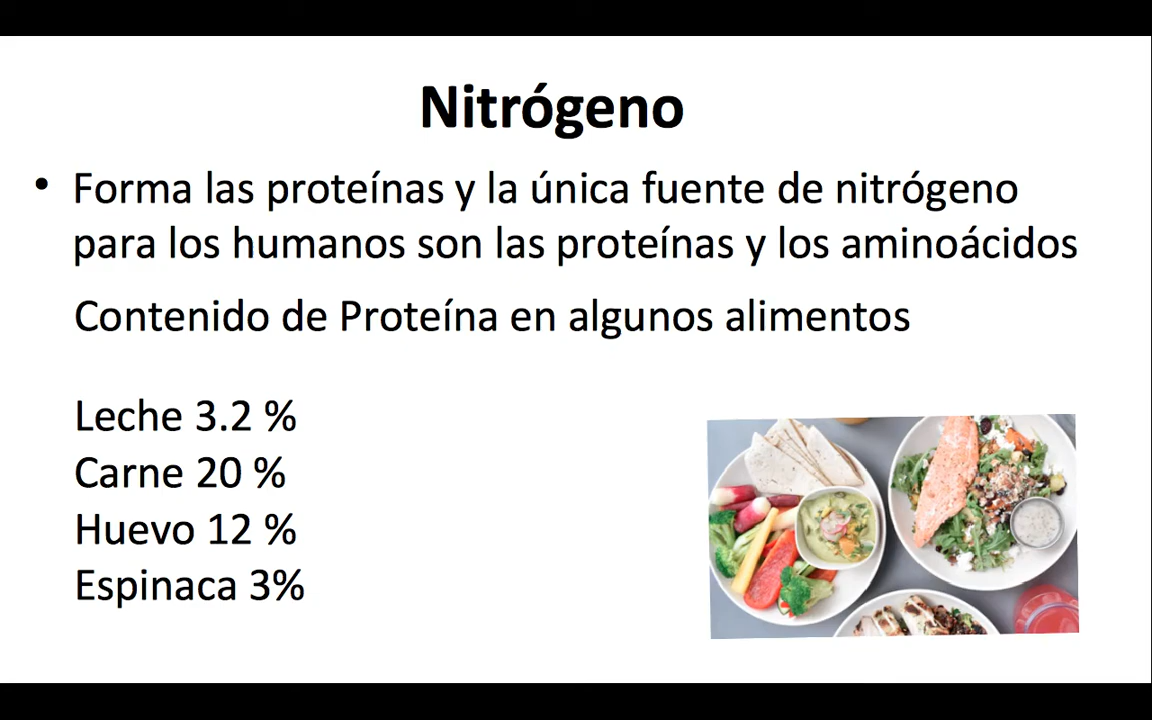 Nitrógeno
• Forma las proteínas y la única fuente de nitrógeno
para los humanos son las proteínas y los aminoácidos
Contenido de Proteína en algunos alimentos
Leche 3.2 %
Carne 20 %
Huevo 12 %
Espinaca 3%